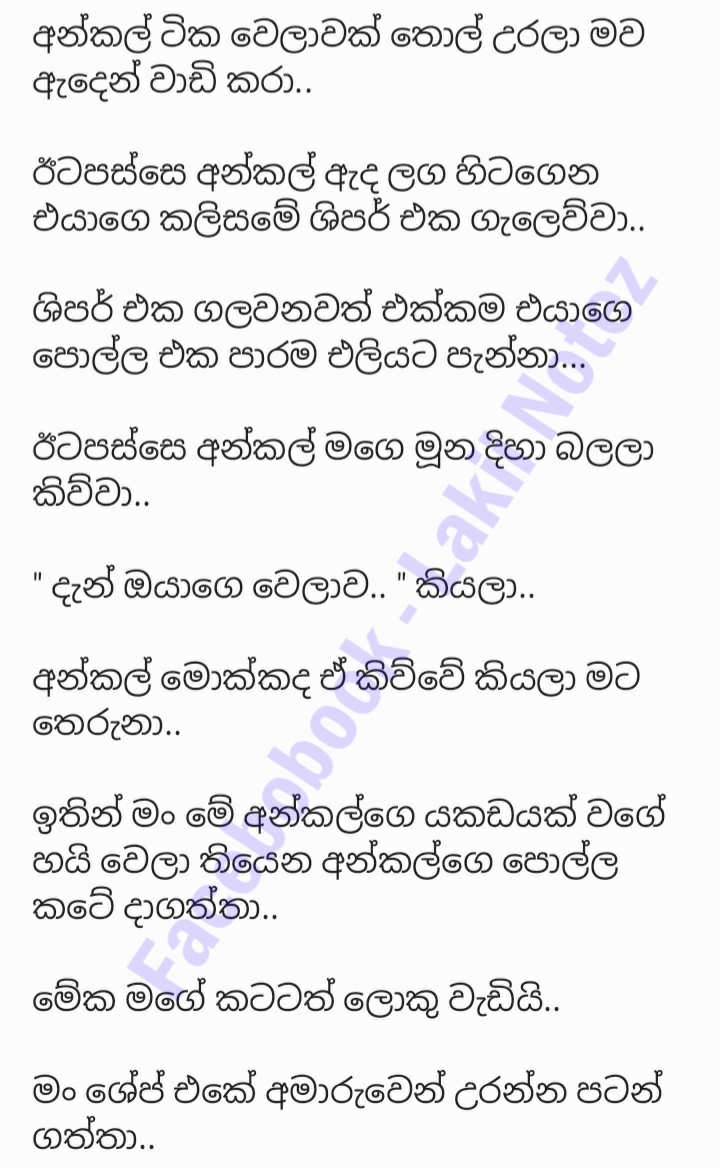 අන්කල් ටික වෙලාවක් තොල් උරලා මව
ඇඳෙන් වාඩි කරා..
ඊටපස්සෙ අන්කල් ඇද ලග හිටගෙන
එයාගෙ කලිසමේ ශිපර් එක ගැලෙව්වා..
ශිපර් එක ගලවනවත් එක්කම එයාගෙ
පොල්ල එක පාරම එලියට පැන්නා...
ඊටපස්සෙ අන්කල් මගෙ මූන දිහා බලලා
කිව්වා..
" දැන් ඔයාගෙ වෙලාව.. " කියලා..
අන්කල් මොක්කද ඒ කිව්වේ කියලා මට
තෙරුනා..
ඉතින් මං මේ අන්කල්ගෙ යකඩයක් වගේ
හයි වෙලා තියෙන අන්කල්ගෙ පොල්ල
කටේ දාගත්තා..
මේක මගේ කටටත් ලොකු වැඩියි..
මං ශේප් එකේ අමාරුවෙන් උරන්න පටන්
ගත්තා..
Facebobook - Lakii Notez